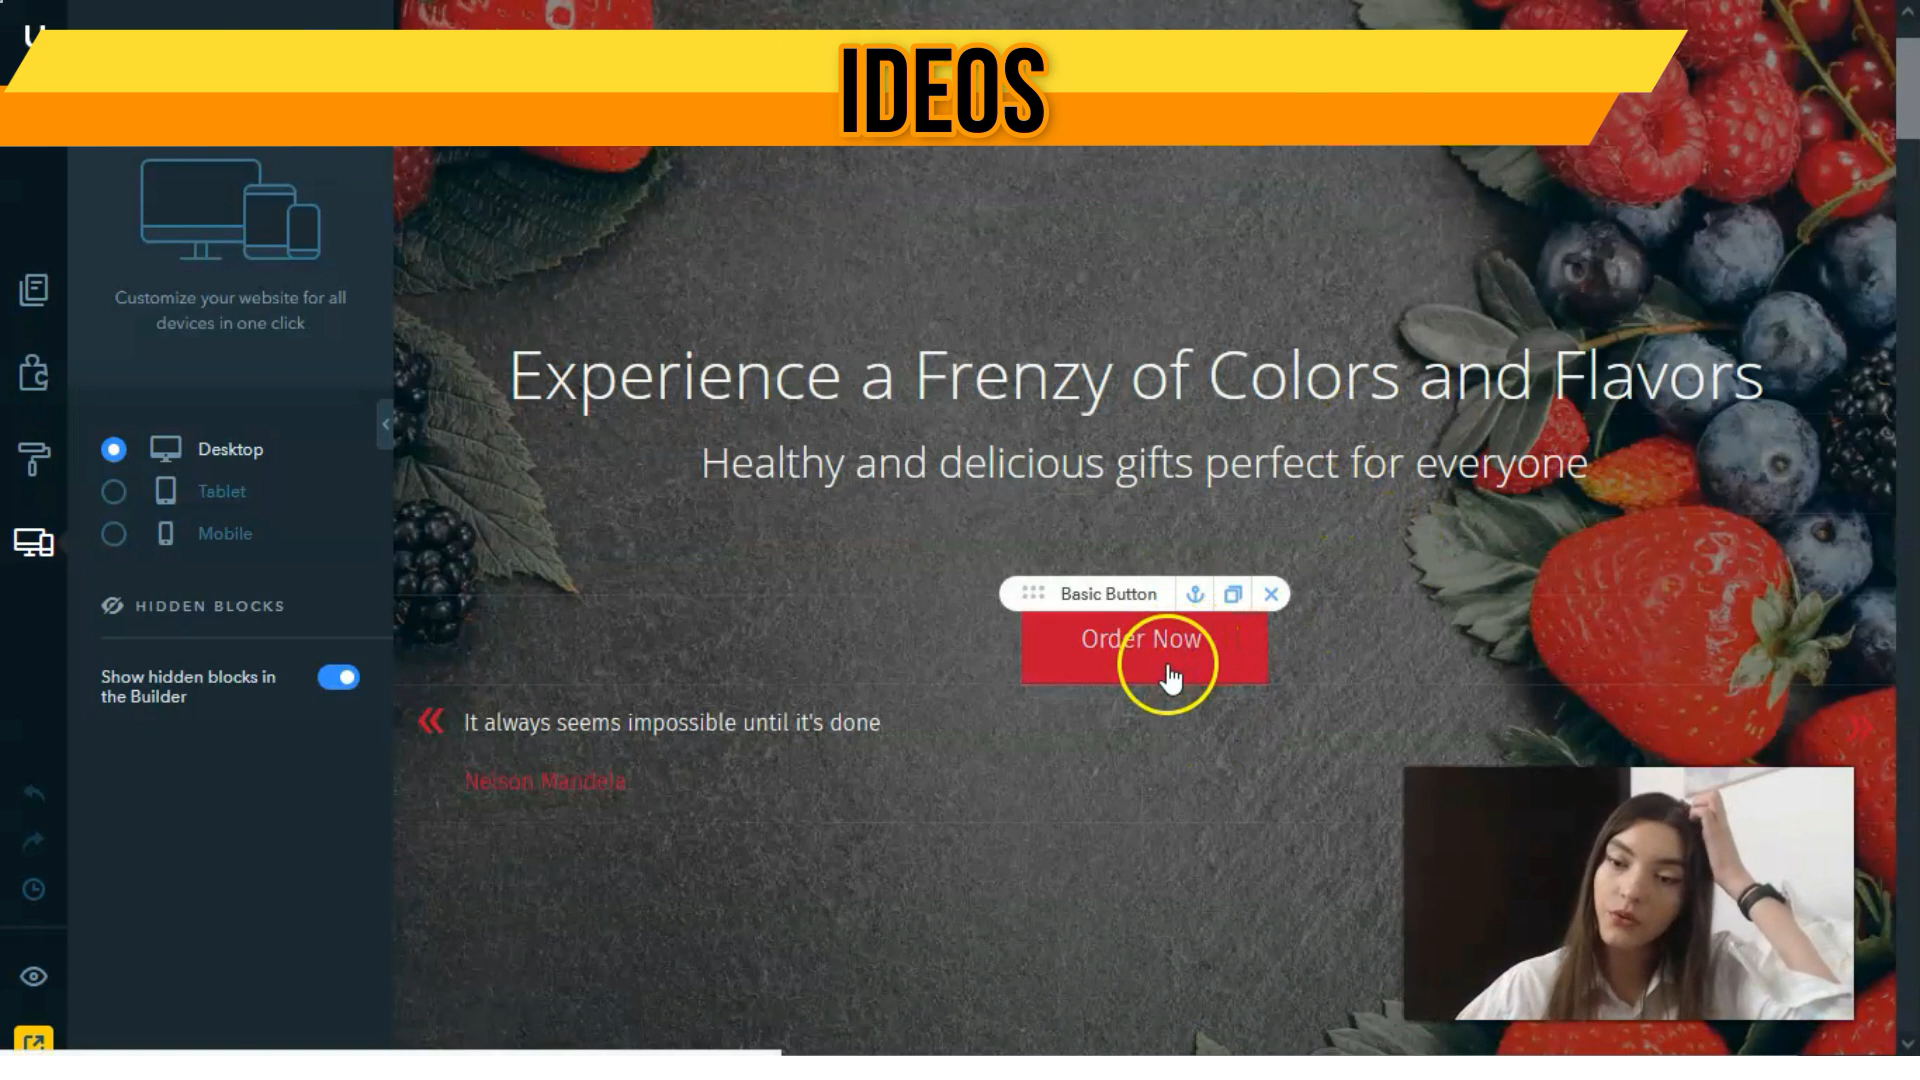 IDEOS
Customize your website for all
devices in one click
Desktop
Tablet
Mobile
HIDDEN BLOCKS
Show hidden blocks in
the Builder
Experience a Frenzy of Colors and Flavors
Healthy and delicious gifts perfect for everyone
Basic Button
Order Now
It always seems impossible until it's done
Nelson Mandela